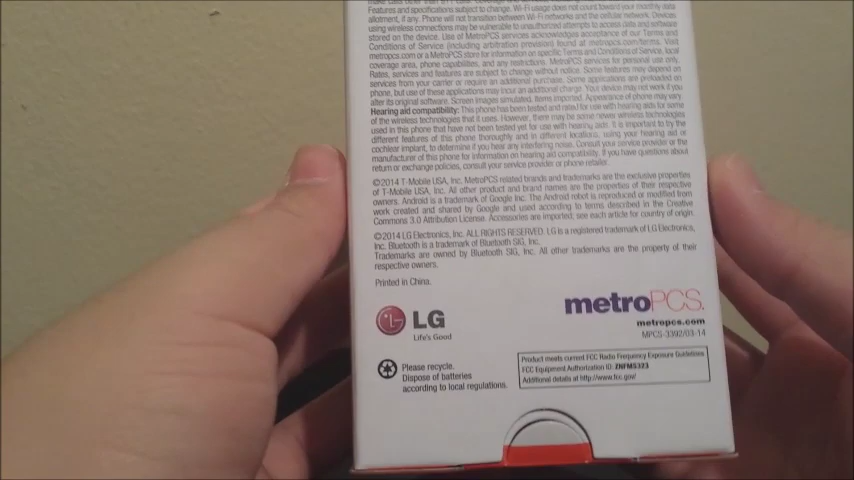 Features and specifications subject to change. Wi-Fi usage does not count toward your monthly data
allotment, if any. Phone will not transition between Wi-Fi networks and the cellular network. Devices
using wireless connections may be vulnerable to unauthorized attempts to access data and software
stored on the device. Use of MetroPCS services acknowledges acceptance of our Terms and
Conditions of Service (including arbitration provision) found at metropcs.com/terms. Visit
metropcs.com or a MetroPCS store for information on specific Terms and Conditions of Service, local
coverage area, phone capabilities, and any restrictions. MetroPCS services for personal use only.
Rates, services and features are subject to change without notice. Some features may depend on
services from your carrier or require an additional purchase. Some applications are preloaded on
phone, but use of these applications may incur an additional charge. Your device may not work if you
alter its original software. Screen images simulated. Items imported. Appearance of phone may vary.
Hearing aid compatibility: This phone has been tested and rated for use with hearing aids for some
of the wireless technologies that it uses. However, there may be some newer wireless technologies
used in this phone that have not been tested yet for use with hearing aids. It is important to try the
different features of this phone thoroughly and in different locations, using your hearing aid or
cochlear implant, to determine if you hear any interfering noise. Consult your service provider or the
manufacturer of this phone for information on hearing aid compatibility. If you have questions about
return or exchange policies, consult your service provider or phone retailer.
©2014 T-Mobile USA, Inc. MetroPCS related brands and trademarks are the exclusive properties
of T-Mobile USA, Inc. All other product and brand names are the properties of their respective
owners. Android is a trademark of Google Inc. The Android robot is reproduced or modified from
work created and shared by Google and used according to terms described in the Creative
Commons 3.0 Attribution License. Accessories are imported; see each article for country of origin.
©2014 LG Electronics, Inc. ALL RIGHTS RESERVED. LG is a registered trademark of LG Electronics,
Inc. Bluetooth is a trademark of Bluetooth SIG, Inc.
Trademarks are owned by Bluetooth SIG, Inc. All other trademarks are the property of their
respective owners.
Printed in China.
LG
Life's Good
metroPCS.
metropcs.com
MPCS-3392/03-14
Please recycle.
Dispose of batteries
according to local regulations.
Product meets current FCC Radio Frequency Exposure Guidelines
FCC Equipment Authorization ID: ZNFMS323
Additional details at http://www.fcc.gov/